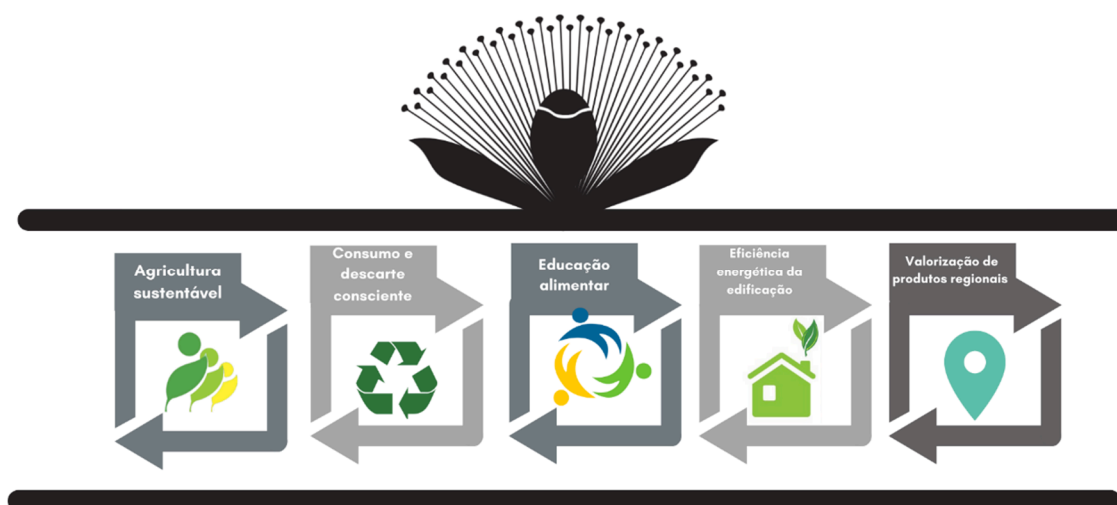 Agricultura
sustentável
Consumo e
descarte
consciente
Educação
alimentar
Eficiência
energética da
edificação
Valorização de
produtos regionais